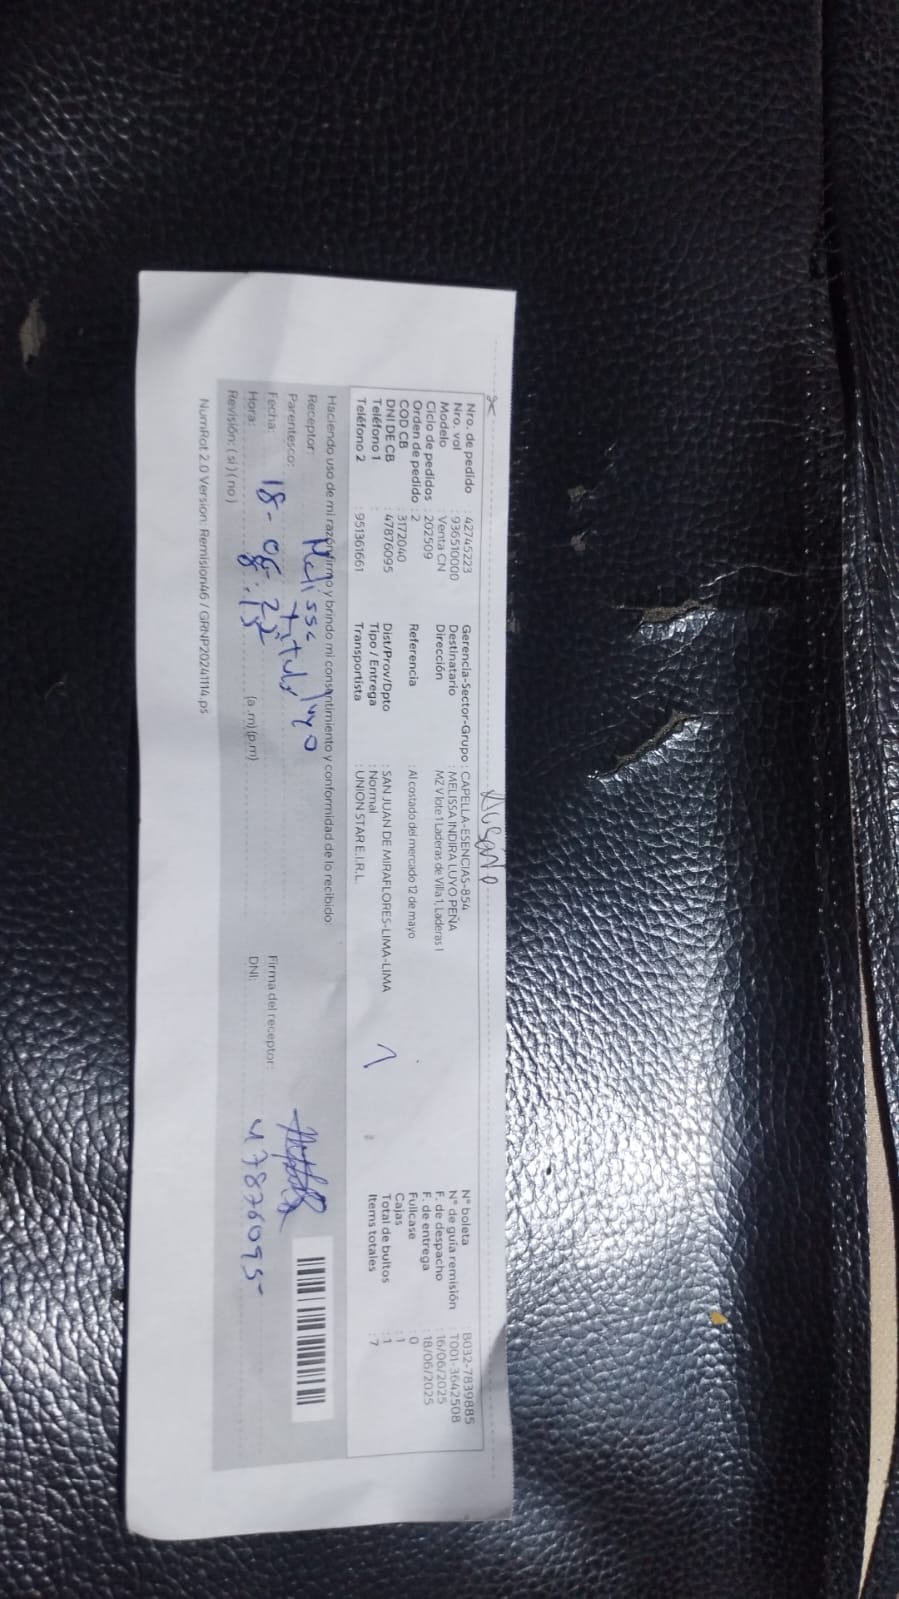 Ausente
Nro. de pedido : 42745223
Nro. vol : 936510000
Modelo : Venta CN
Ciclo de pedidos : 202509
Orden de pedido : 2
COD CB : 3172040
DNI DE CB : 47876095
Teléfono 1 :
Teléfono 2 : 951361661
Gerencia-Sector-Grupo : CAPELLA-ESENCIAS-854
Destinatario : MELISSA INDIRA LUYO PEÑA
Dirección : MZ V lote 1 Laderas de Villa 1, Laderas 1
Referencia : Al costado del mercado 12 de mayo
Dist/Prov/Dpto : SAN JUAN DE MIRAFLORES-LIMA-LIMA
Tipo / Entrega : Normal
Transportista : UNION STAR E.I.R.L.
N° boleta : B032-7839885
N° de guía remisión : T001-3642508
F. de despacho : 16/06/2025
F. de entrega : 18/06/2025
Fullcase : 0
Cajas : 1
Total de bultos : 1
Items totales : 7
Haciendo uso de mi razón firmo y brindo mi consentimiento y conformidad de lo recibido:
Receptor: Melissa Luyo
Parentesco: titular
Fecha: 18-06-25
Hora: 8:15 (a .m) (p.m)
Revisión: ( si ) ( no )
Firma del receptor:
DNI: 47876095
NumRot 2.0 Version: Remision46 / GRNP20241114.ps